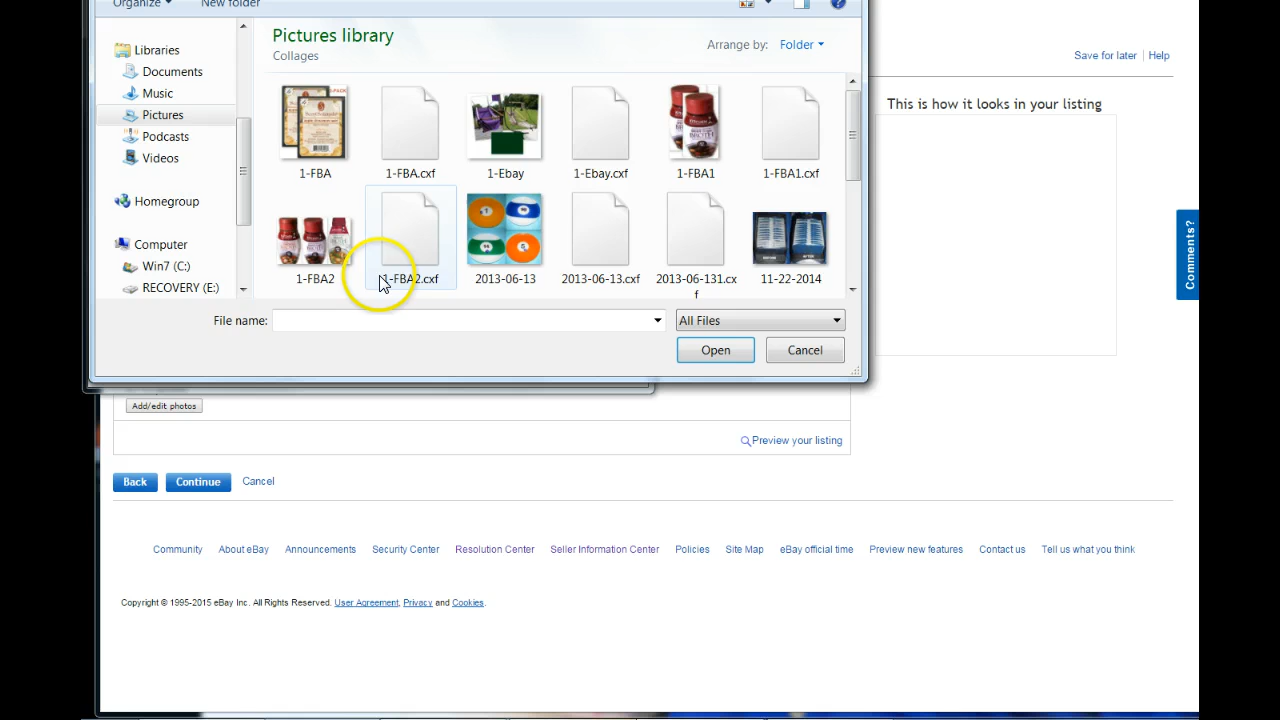 Organize
New folder
Pictures library
Collages
Arrange by: Folder
Libraries
Documents
Music
Pictures
Podcasts
Videos
Homegroup
Computer
Win7 (C:)
RECOVERY (E:)
1-FBA
1-FBA.cxf
1-Ebay
1-Ebay.cxf
1-FBA1
1-FBA1.cxf
1-FBA2
1-FBA2.cxf
2013-06-13
2013-06-13.cxf
2013-06-131.cx
f
11-22-2014
File name:
All Files
Open
Cancel
Save for later
Help
This is how it looks in your listing
Comments?
Add/edit photos
Preview your listing
Back
Continue
Cancel
Community
About eBay
Announcements
Security Center
Resolution Center
Seller Information Center
Policies
Site Map
eBay official time
Preview new features
Contact us
Tell us what you think
Copyright © 1995-2015 eBay Inc. All Rights Reserved. User Agreement, Privacy and Cookies.